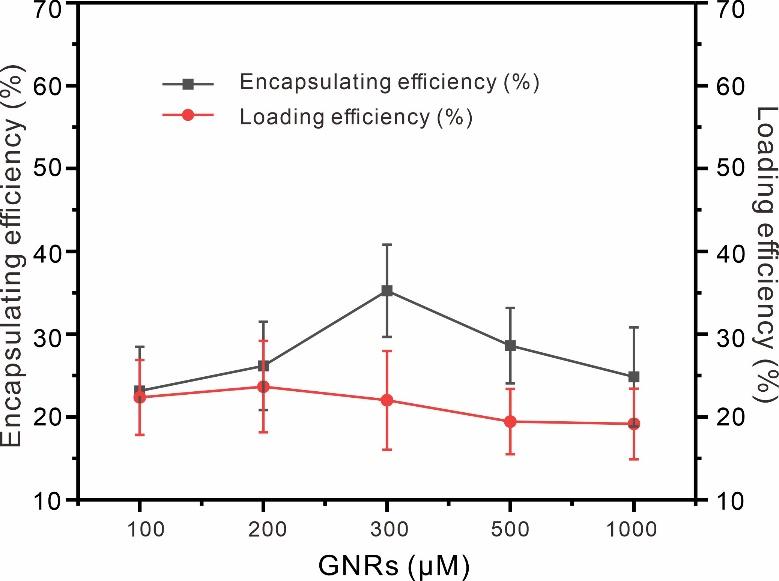 Encapsulating efficiency (%)
70
60
50
40
30
20
10
Encapsulating efficiency (%)
Loading efficiency (%)
70
60
50
40
30
20
10
Loading efficiency (%)
100 200 300 500 1000
GNRs (µM)